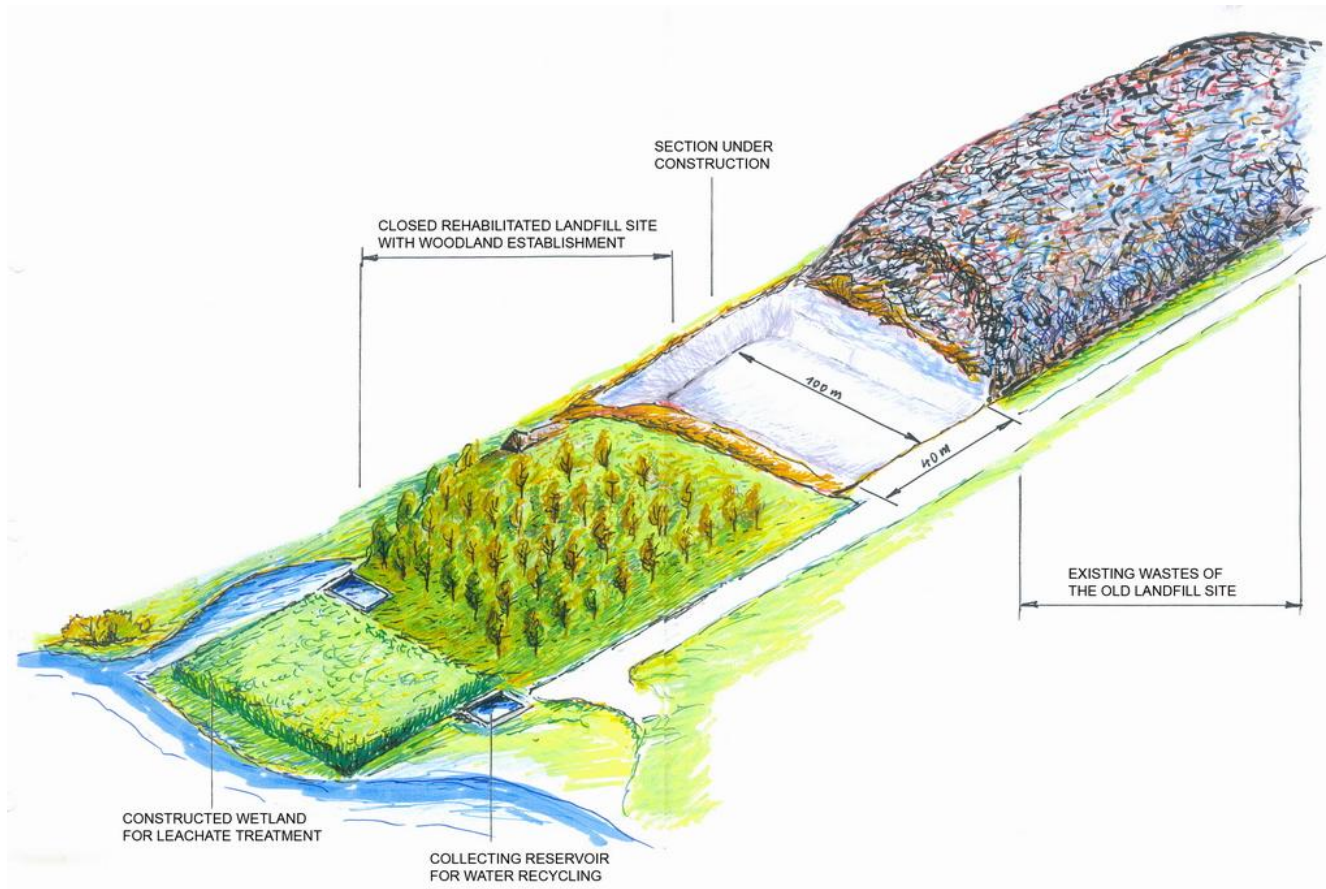 SECTION UNDER
CONSTRUCTION
CLOSED REHABILITATED LANDFILL SITE
WITH WOODLAND ESTABLISHMENT
100 m
40 m
EXISTING WASTES OF
THE OLD LANDFILL SITE
CONSTRUCTED WETLAND
FOR LEACHATE TREATMENT
COLLECTING RESERVOIR
FOR WATER RECYCLING